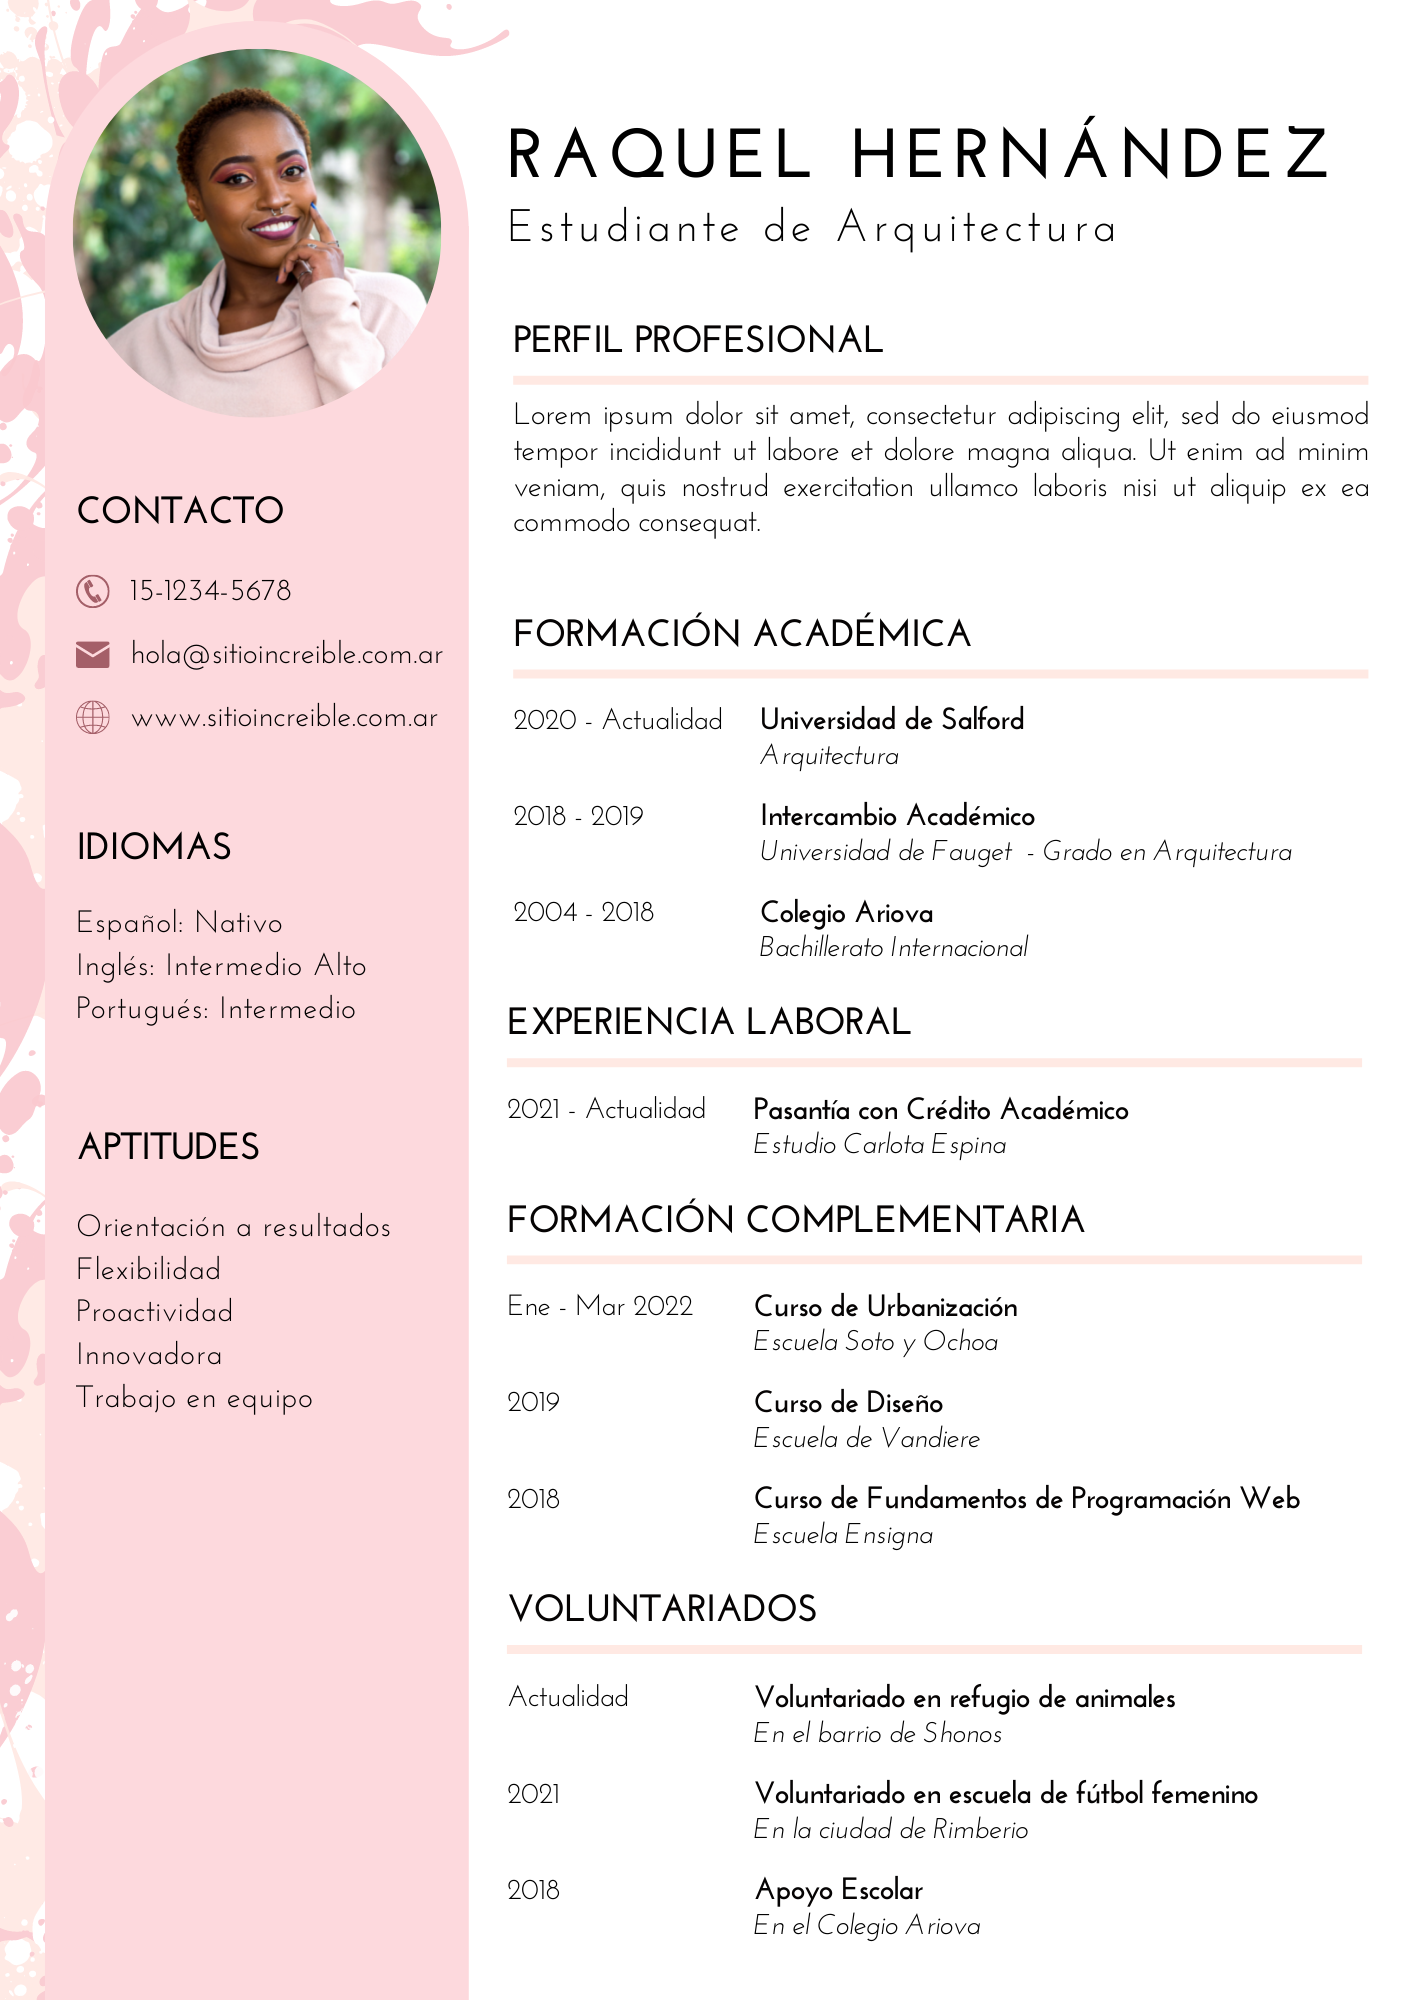 RAQUEL HERNÁNDEZ
Estudiante de Arquitectura
CONTACTO
15-1234-5678
hola@sitioincreible.com.ar
www.sitioincreible.com.ar
IDIOMAS
Español: Nativo
Inglés: Intermedio Alto
Portugués: Intermedio
APTITUDES
Orientación a resultados
Flexibilidad
Proactividad
Innovadora
Trabajo en equipo
PERFIL PROFESIONAL
Lorem ipsum dolor sit amet, consectetur adipiscing elit, sed do eiusmod
tempor incididunt ut labore et dolore magna aliqua. Ut enim ad minim
veniam, quis nostrud exercitation ullamco laboris nisi ut aliquip ex ea
commodo consequat.
FORMACIÓN ACADÉMICA
2020 - Actualidad Universidad de Salford
Arquitectura
2018 - 2019 Intercambio Académico
Universidad de Fauget - Grado en Arquitectura
2004 - 2018 Colegio Ariova
Bachillerato Internacional
EXPERIENCIA LABORAL
2021 - Actualidad Pasantía con Crédito Académico
Estudio Carlota Espina
FORMACIÓN COMPLEMENTARIA
Ene - Mar 2022 Curso de Urbanización
Escuela Soto y Ochoa
2019 Curso de Diseño
Escuela de Vandiere
2018 Curso de Fundamentos de Programación Web
Escuela Ensigna
VOLUNTARIADOS
Actualidad Voluntariado en refugio de animales
En el barrio de Shonos
2021 Voluntariado en escuela de fútbol femenino
En la ciudad de Rimberio
2018 Apoyo Escolar
En el Colegio Ariova